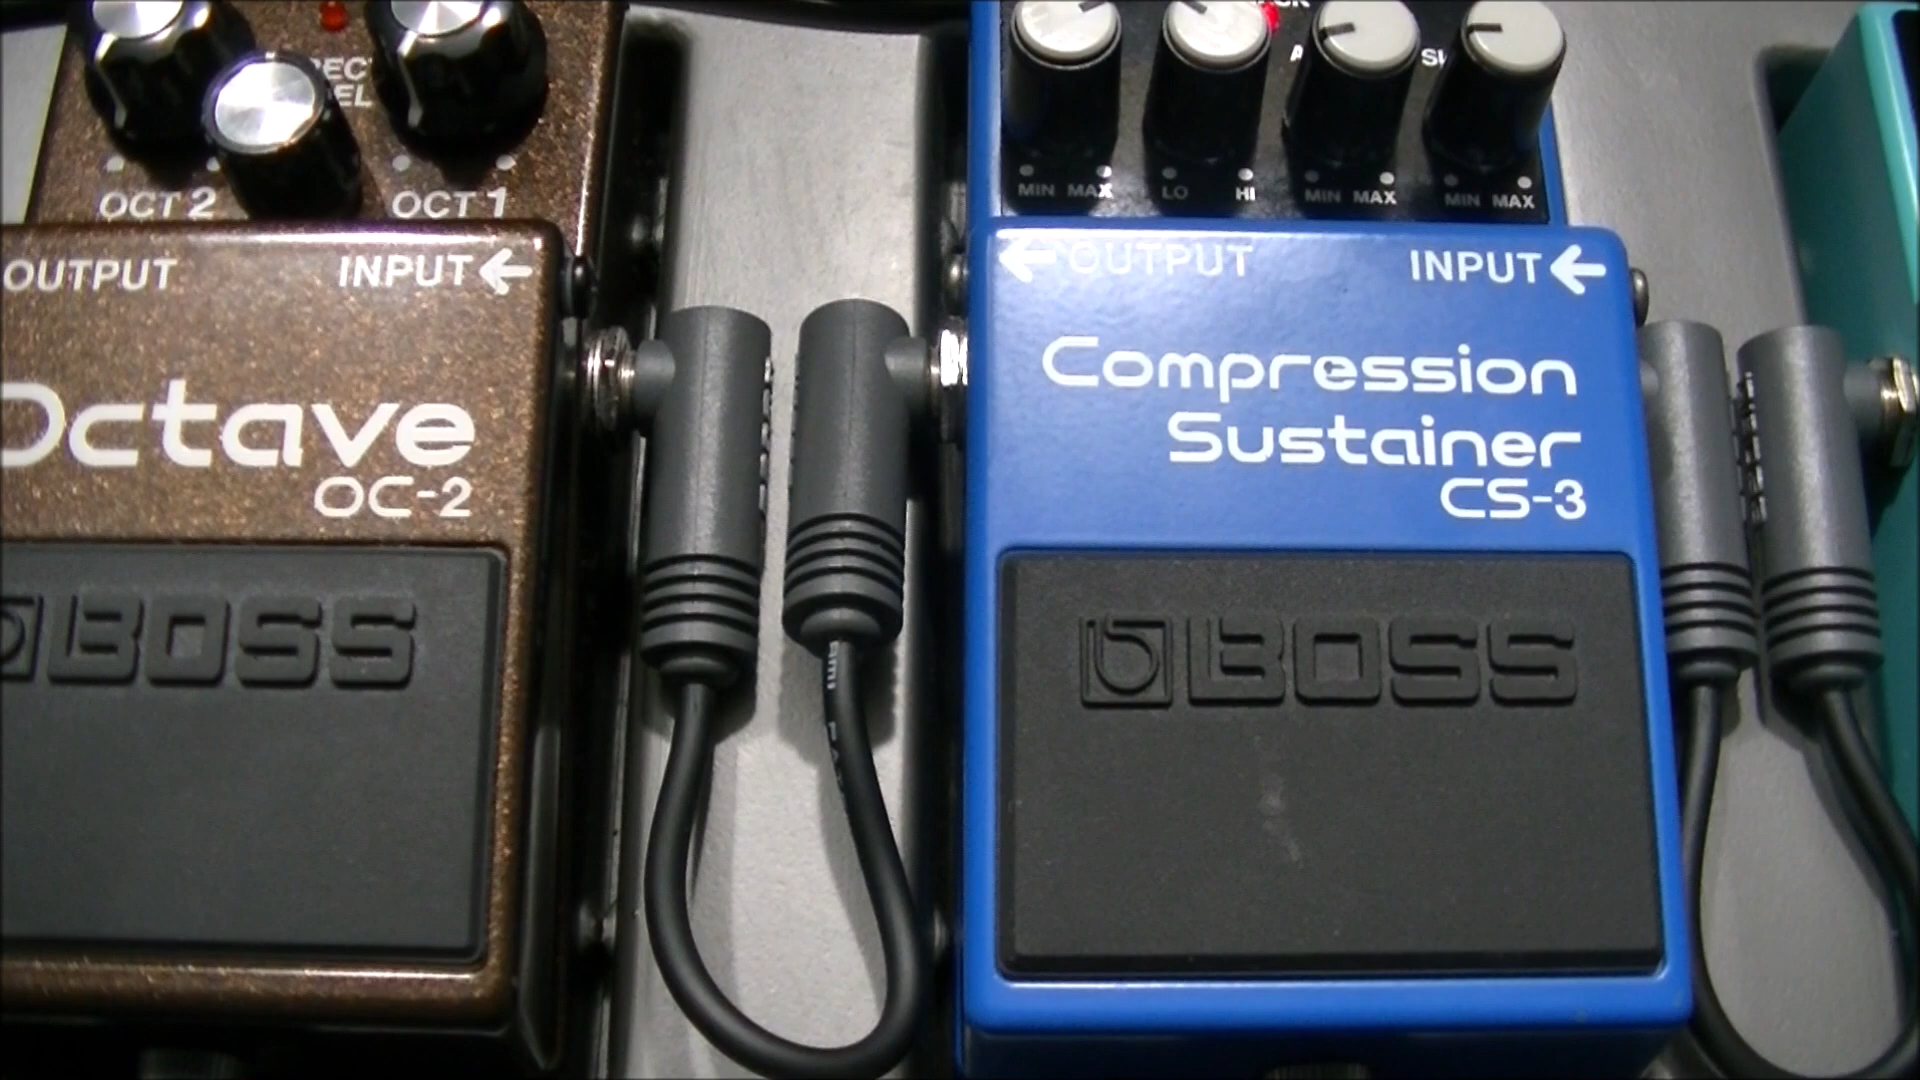 OCT 2
OCT 1
OUTPUT
INPUT
Octave
OC-2
BOSS
MIN MAX
LO HI
MIN MAX
MIN MAX
OUTPUT
INPUT
Compression
Sustainer
CS-3
BOSS